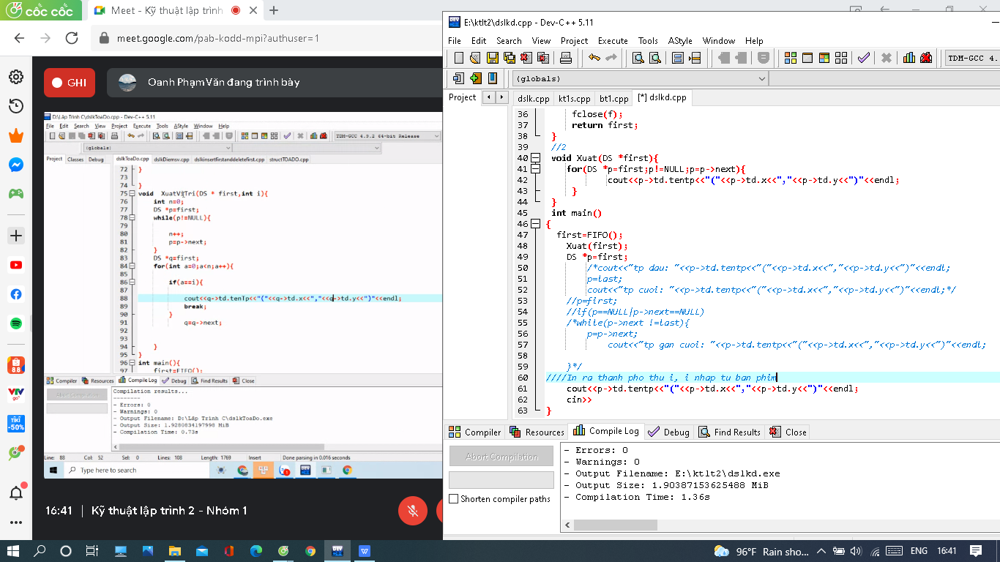 cốc cốc
Meet - Kỹ thuật lập trình
meet.google.com/pab-kodd-mpi?authuser=1
GHI
Oanh Phạm Văn đang trình bày
D:\Lập Trình C\dslkToaDo.cpp - Dev-C++ 5.11
File Edit Search View Project Execute Tools AStyle Window Help
TDM-GCC 4.9.2 64-bit Release
(globals)
Project Classes Debug dslkToaDo.cpp dslkDiemsv.cpp dslkinsertfirstanddeletefirst.cpp structTOADO.cpp
72 }
73
74 }
75 void XuatViTri(DS * first,int i){
76 int n=0;
77 DS *p=first;
78 while(p!=NULL){
79
80 n++;
81 p=p->next;
82 }
83 DS *q=first;
84 for(int a=0;a<n;a++){
85
86 if(a==i){
87
88 cout<<q->td.tenTp<<"("<<q->td.x<<","<<q->td.y<<")"<<endl;
89 break;
90 }
91 q=q->next;
92
93
94 }
95 }
96 int main(){
97 first=FIFO();
Compiler Resources Compile Log Debug Find Results Close
Abort Compilation
Compilation results...
--------
- Errors: 0
- Warnings: 0
- Output Filename: D:\Lập Trình C\dslkToaDo.exe
- Output Size: 1.9280834197998 MiB
- Compilation Time: 0.73s
Line: 88 Col: 52 Sel: 0 Lines: 108 Length: 1769 Insert Done parsing in 0.016 seconds
Type here to search
16:41 | Kỹ thuật lập trình 2 - Nhóm 1
8.8
VTV
go
TIKI
-50%
E:\ktlt2\dslkd.cpp - Dev-C++ 5.11
File Edit Search View Project Execute Tools AStyle Window Help
TDM-GCC 4.
(globals)
Project dslk.cpp kt1s.cpp bt1.cpp [*] dslkd.cpp
36 fclose(f);
37 return first;
38 }
39 //2
40 void Xuat(DS *first){
41 for(DS *p=first;p!=NULL;p=p->next){
42 cout<<p->td.tentp<<"("<<p->td.x<<","<<p->td.y<<")"<<endl;
43 }
44 }
45 int main()
46 {
47 first=FIFO();
48 Xuat(first);
49 DS *p=first;
50 /*cout<<"tp dau: "<<p->td.tentp<<"("<<p->td.x<<","<<p->td.y<<")"<<endl;
51 p=last;
52 cout<<"tp cuoi: "<<p->td.tentp<<"("<<p->td.x<<","<<p->td.y<<")"<<endl;*/
53 //p=first;
54 //if(p==NULL|p->next==NULL)
55 /*while(p->next !=last){
56 p=p->next;
57 cout<<"tp gan cuoi: "<<p->td.tentp<<"("<<p->td.x<<","<<p->td.y<<")"<<endl;
58
59 }*/
60 ////In ra thanh pho thu i, i nhap tu ban phim
61 cout<<p->td.tentp<<"("<<p->td.x<<","<<p->td.y<<")"<<endl;
62 cin>>
63 }
Compiler Resources Compile Log Debug Find Results Close
Abort Compilation
Shorten compiler paths
- Errors: 0
- Warnings: 0
- Output Filename: E:\ktlt2\dslkd.exe
- Output Size: 1.90387153625488 MiB
- Compilation Time: 1.36s
DEV
96°F Rain sho... ENG 16:41